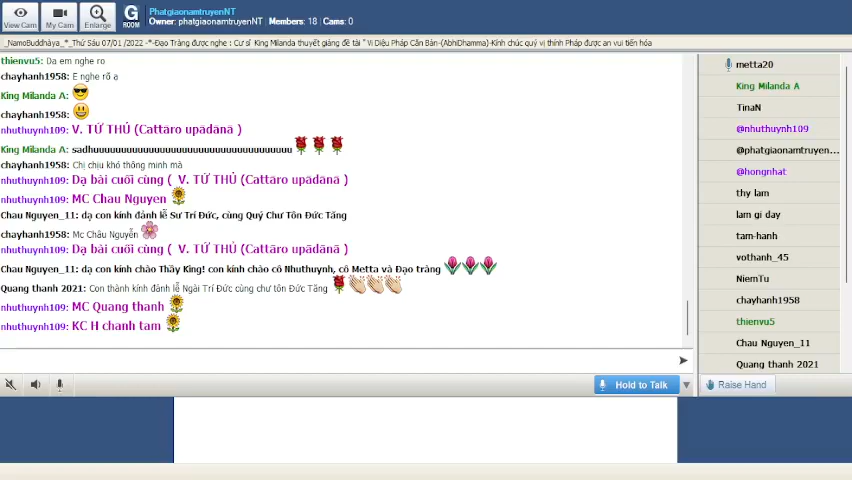 PhatgiaonamtruyenNT
Owner: phatgiaonamtruyenNT | Members: 18 | Cams: 0
View Cam
My Cam
Enlarge
G
ROOM
_NamoBuddhàya_*_Thứ Sáu 07/01 /2022 -*-Đạo Tràng được nghe : Cư sĩ King Milanda thuyết giảng đề tài " Vi Diệu Pháp Căn Bản-(AbhiDhamma)-Kính chúc quý vị thính Pháp được an vui tiến hóa
thienvu5: Da em nghe ro
chayhanh1958: E nghe rõ ạ
King Milanda A:
chayhanh1958:
nhuthuynh109: V. TỨ THỦ (Cattāro upādānā )
King Milanda A: sadhuuuuuuuuuuuuuuuuuuuuuuuuuuuuuuuuuuu
chayhanh1958: Chị chịu khó thông minh mà
nhuthuynh109: Dạ bài cuối cùng ( V. TỨ THỦ (Cattāro upādānā )
nhuthuynh109: MC Chau Nguyen
Chau Nguyen_11: dạ con kính đảnh lễ Sư Trí Đức, cùng Quý Chư Tôn Đức Tăng
chayhanh1958: Mc Châu Nguyễn
nhuthuynh109: Dạ bài cuối cùng ( V. TỨ THỦ (Cattāro upādānā )
Chau Nguyen_11: dạ con kính chào Thầy King! con kính chào cô Nhuthuynh, cô Metta và Đạo tràng
Quang thanh 2021: Con thành kính đảnh lễ Ngài Trí Đức cùng chư tôn Đức Tăng
nhuthuynh109: MC Quang thanh
nhuthuynh109: KC H chanh tam
Hold to Talk
metta20
King Milanda A
TinaN
@nhuthuynh109
@phatgiaonamtruyen...
@hongnhat
thy lam
lam gi day
tam-hanh
vothanh_45
NiemTu
chayhanh1958
thienvu5
Chau Nguyen_11
Quang thanh 2021
Raise Hand